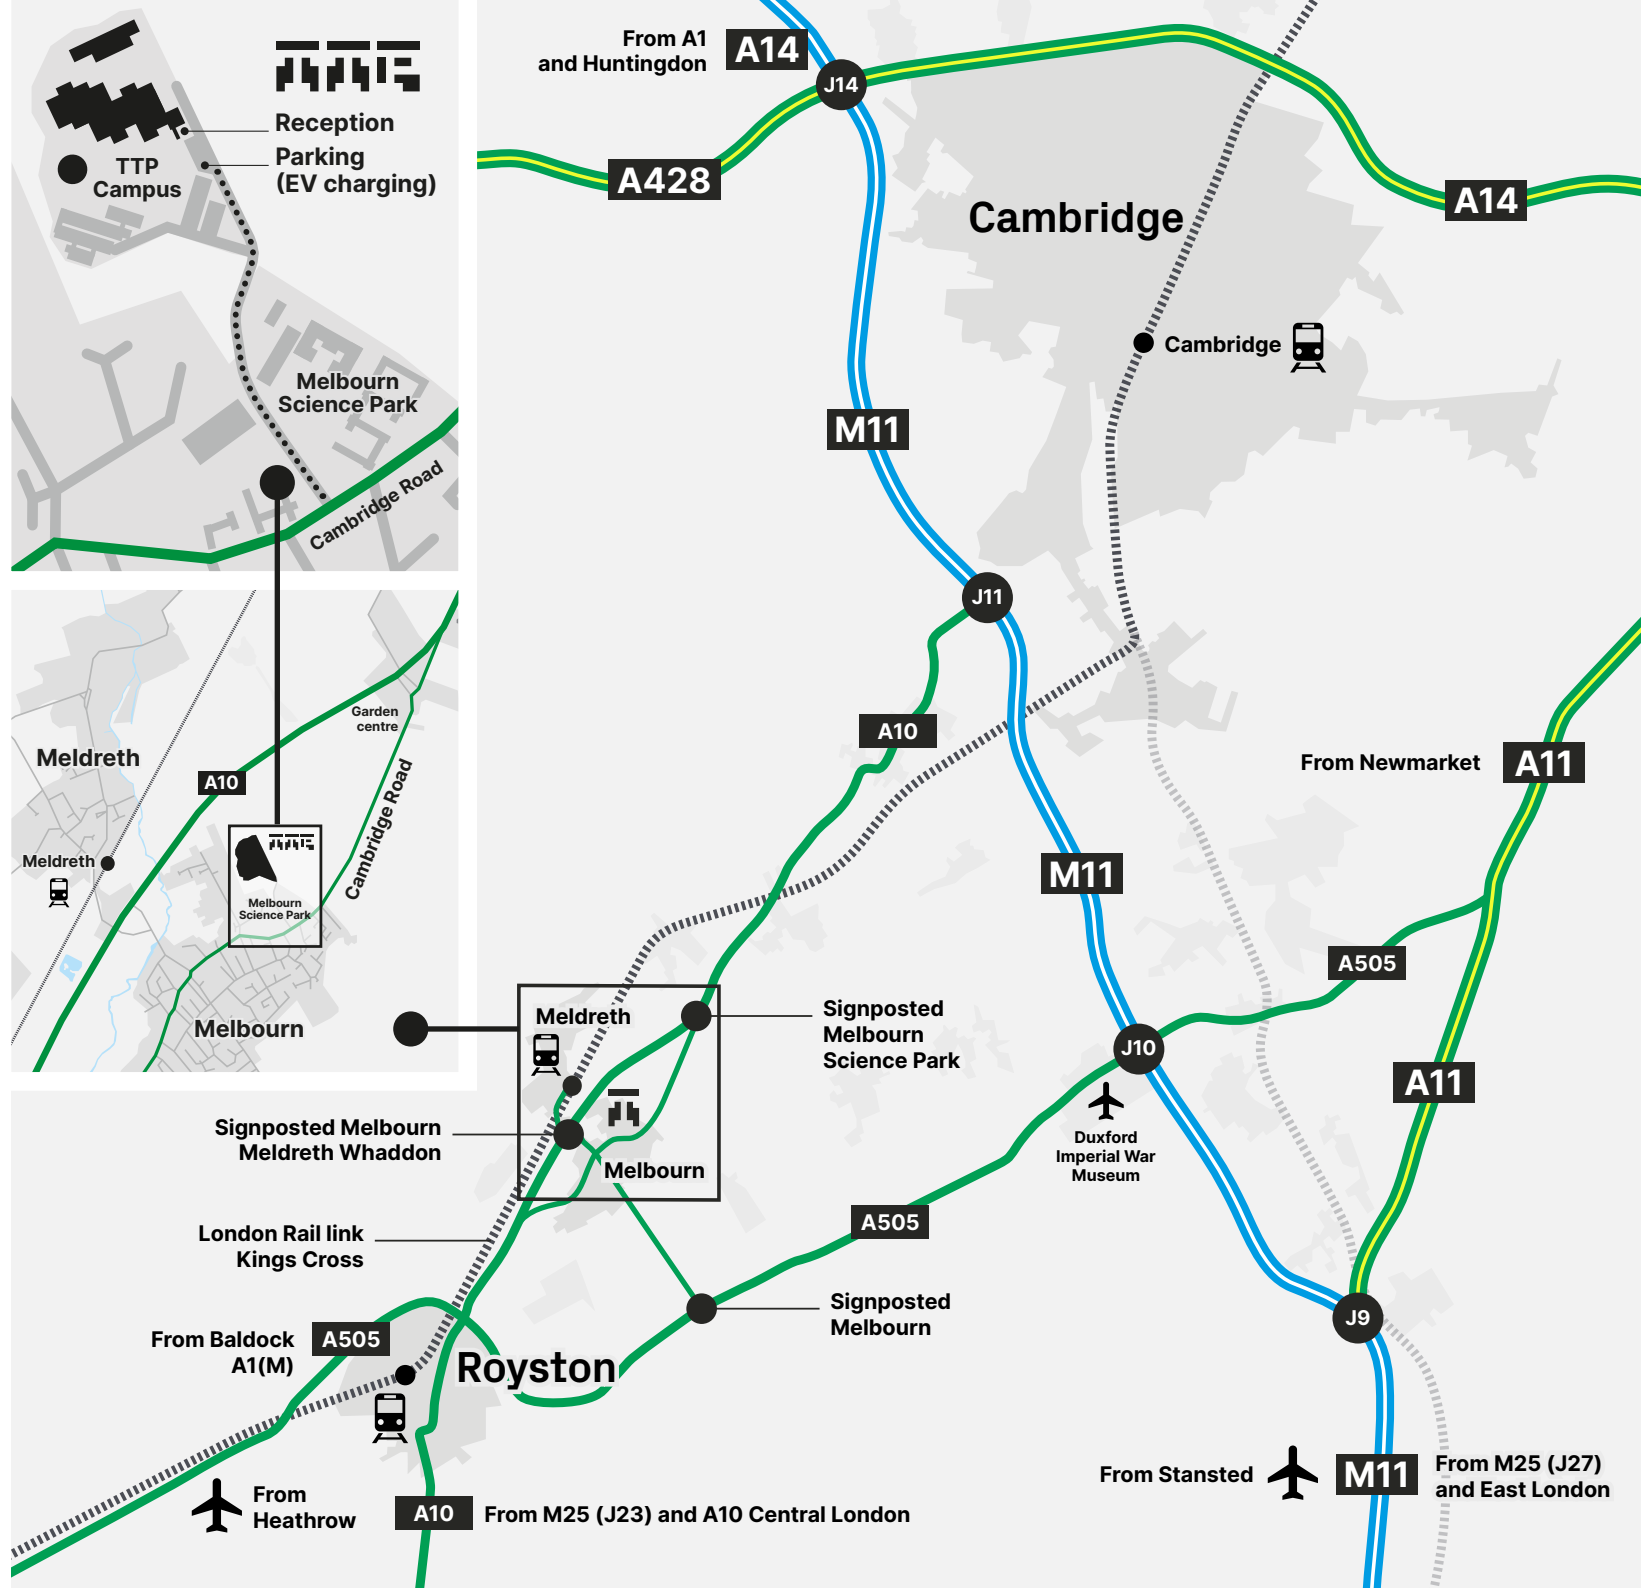 Reception
Parking
(EV charging)
TTP
Campus
Melbourn
Science Park
Cambridge Road
Meldreth
Meldreth
A10
Garden
centre
Cambridge Road
Melbourn
Science Park
Melbourn
From A1
and Huntingdon
A14
J14
A428
A14
Cambridge
Cambridge
M11
J11
A10
From Newmarket
A11
M11
A505
J10
Duxford
Imperial War
Museum
A11
Meldreth
Signposted
Melbourn
Science Park
Signposted Melbourn
Meldreth Whaddon
Melbourn
A505
London Rail link
Kings Cross
Signposted
Melbourn
J9
From Baldock
A1(M)
A505
Royston
From
Heathrow
A10
From M25 (J23) and A10 Central London
From Stansted
M11
From M25 (J27)
and East London